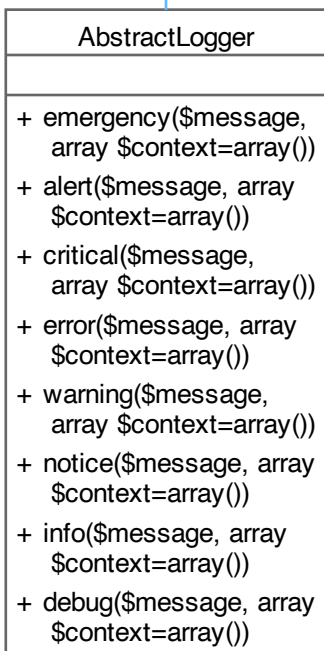 AbstractLogger
+ emergency($message,
array $context=array())
+ alert($message, array
$context=array())
+ critical($message,
array $context=array())
+ error($message, array
$context=array())
+ warning($message,
array $context=array())
+ notice($message, array
$context=array())
+ info($message, array
$context=array())
+ debug($message, array
$context=array())